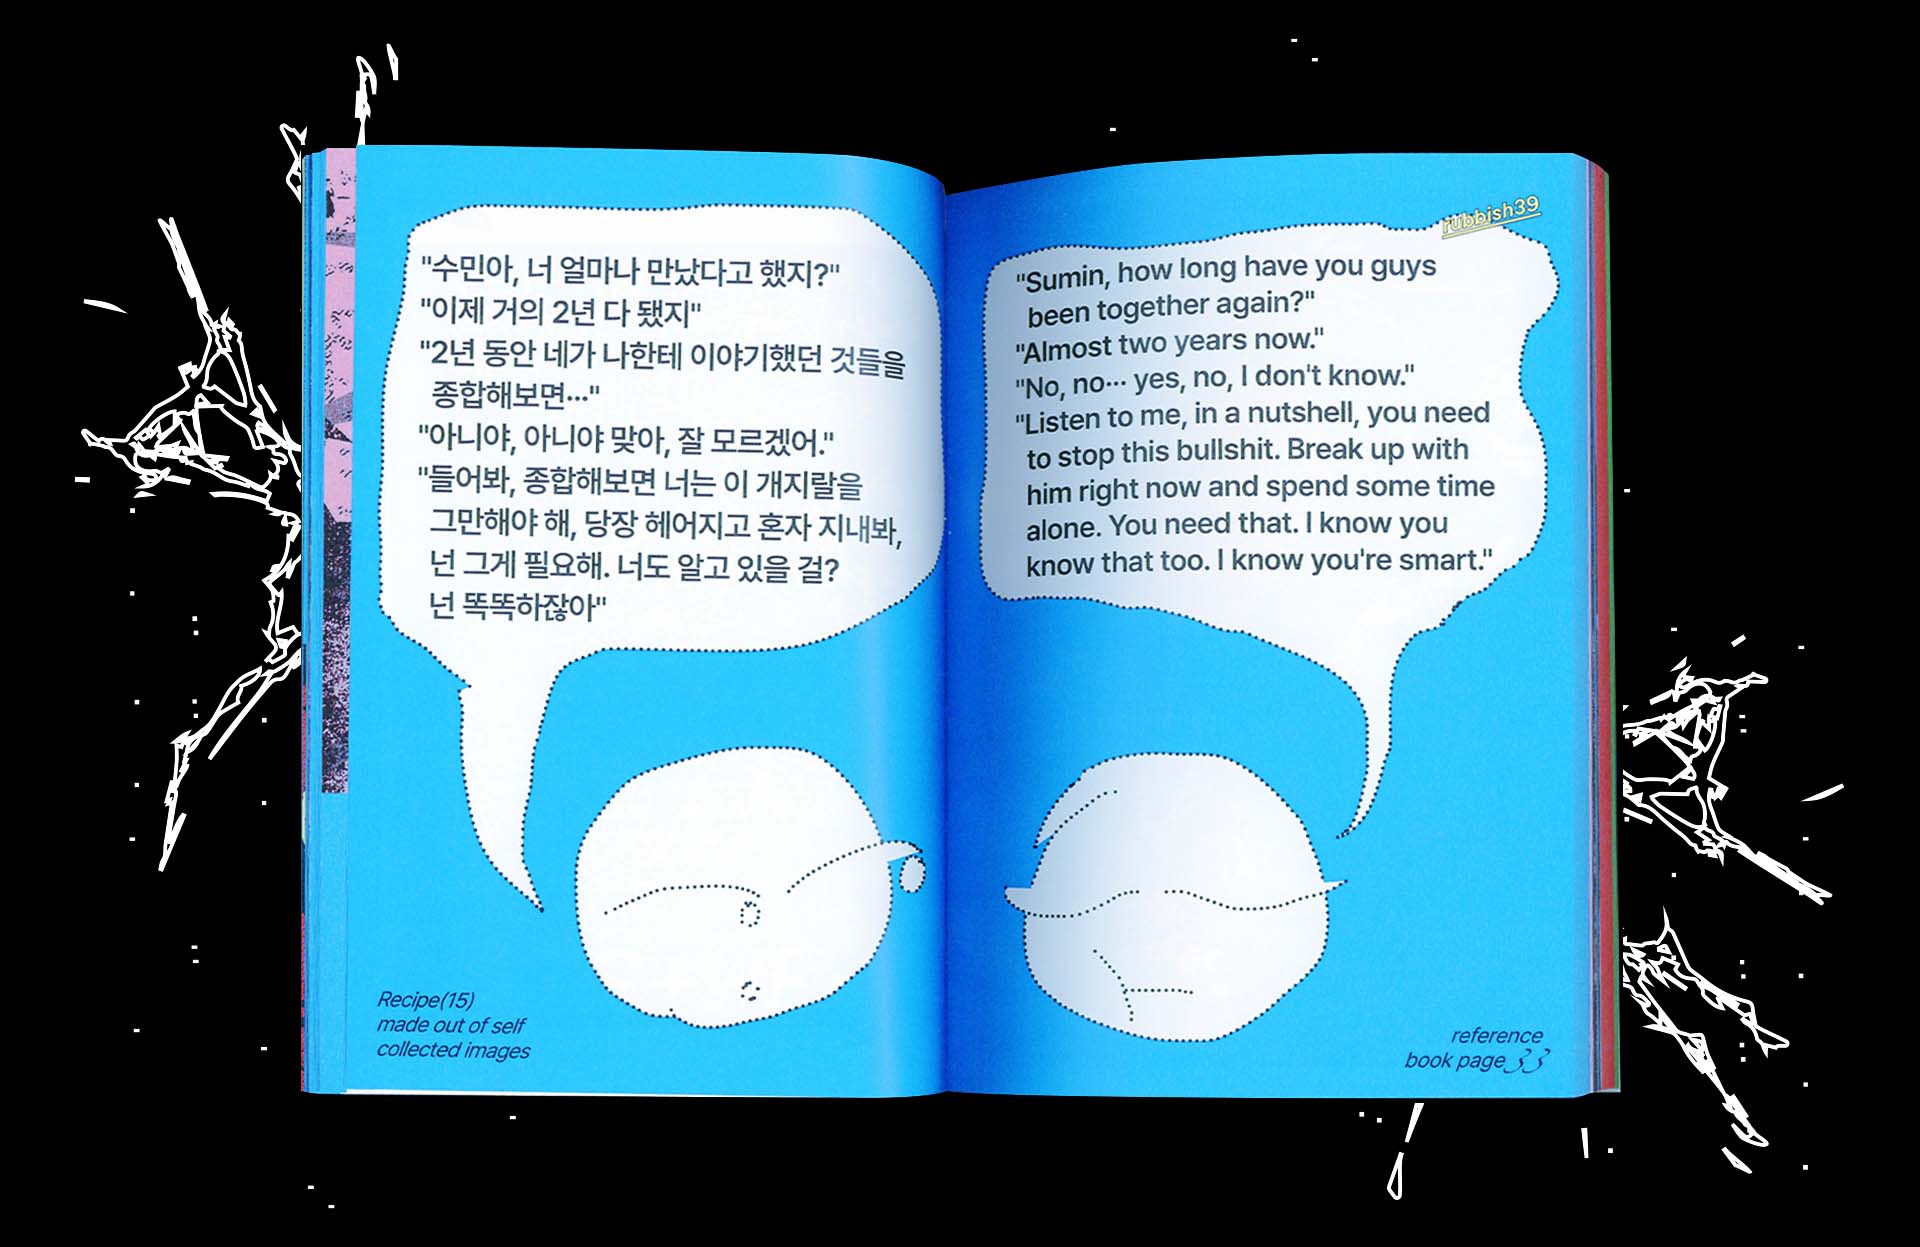 "수민아, 너 얼마나 만났다고 했지?"
"이제 거의 2년 다 됐지"
"2년 동안 네가 나한테 이야기했던 것들을
종합해보면…"
"아니야, 아니야 맞아, 잘 모르겠어."
"들어봐, 종합해보면 너는 이 개지랄을
그만해야 해, 당장 헤어지고 혼자 지내봐,
넌 그게 필요해. 너도 알고 있을 걸?
넌 똑똑하잖아"
Recipe(15)
made out of self
collected images
rubbish39
"Sumin, how long have you guys
been together again?"
"Almost two years now."
"No, no… yes, no, I don't know."
"Listen to me, in a nutshell, you need
to stop this bullshit. Break up with
him right now and spend some time
alone. You need that. I know you
know that too. I know you're smart."
reference
book page 33